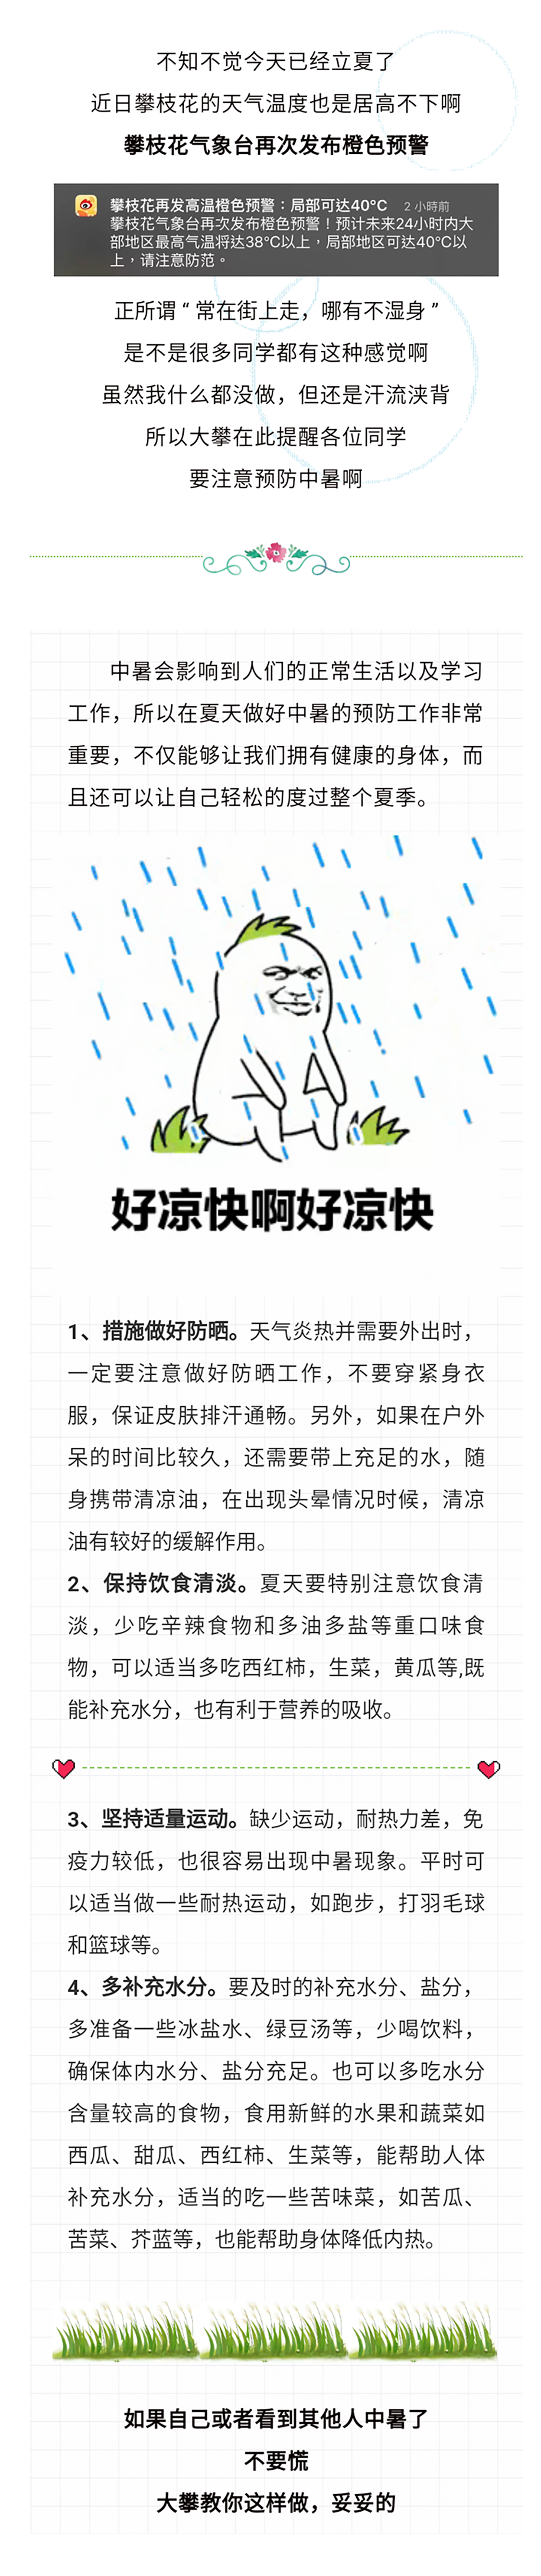 不知不觉今天已经立夏了
近日攀枝花的天气温度也是居高不下啊
攀枝花气象台再次发布橙色预警
攀枝花再发高温橙色预警：局部可达40°C 2 小時前
攀枝花气象台再次发布橙色预警！预计未来24小时内大
部地区最高气温将达38°C以上，局部地区可达40°C以
上，请注意防范。
正所谓“常在街上走，哪有不湿身”
是不是很多同学都有这种感觉啊
虽然我什么都没做，但还是汗流浃背
所以大攀在此提醒各位同学
要注意预防中暑啊
中暑会影响到人们的正常生活以及学习
工作，所以在夏天做好中暑的预防工作非常
重要，不仅能够让我们拥有健康的身体，而
且还可以让自己轻松的度过整个夏季。
好凉快啊好凉快
1、措施做好防晒。天气炎热并需要外出时，
一定要注意做好防晒工作，不要穿紧身衣
服，保证皮肤排汗通畅。另外，如果在户外
呆的时间比较久，还需要带上充足的水，随
身携带清凉油，在出现头晕情况时候，清凉
油有较好的缓解作用。
2、保持饮食清淡。夏天要特别注意饮食清
淡，少吃辛辣食物和多油多盐等重口味食
物，可以适当多吃西红柿，生菜，黄瓜等,既
能补充水分，也有利于营养的吸收。
3、坚持适量运动。缺少运动，耐热力差，免
疫力较低，也很容易出现中暑现象。平时可
以适当做一些耐热运动，如跑步，打羽毛球
和篮球等。
4、多补充水分。要及时的补充水分、盐分，
多准备一些冰盐水、绿豆汤等，少喝饮料，
确保体内水分、盐分充足。也可以多吃水分
含量较高的食物，食用新鲜的水果和蔬菜如
西瓜、甜瓜、西红柿、生菜等，能帮助人体
补充水分，适当的吃一些苦味菜，如苦瓜、
苦菜、芥蓝等，也能帮助身体降低内热。
如果自己或者看到其他人中暑了
不要慌
大攀教你这样做，妥妥的